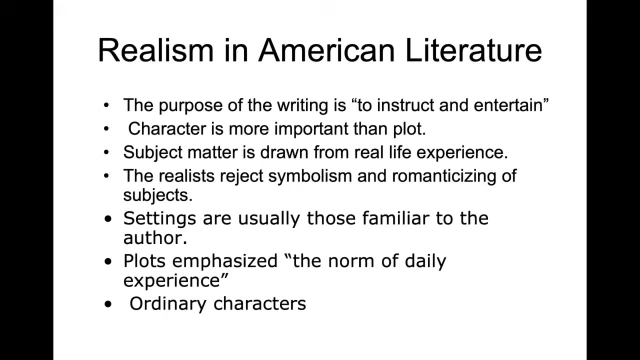 Realism in American Literature
• The purpose of the writing is “to instruct and entertain”
• Character is more important than plot.
• Subject matter is drawn from real life experience.
• The realists reject symbolism and romanticizing of
subjects.
• Settings are usually those familiar to the
author.
• Plots emphasized “the norm of daily
experience”
• Ordinary characters